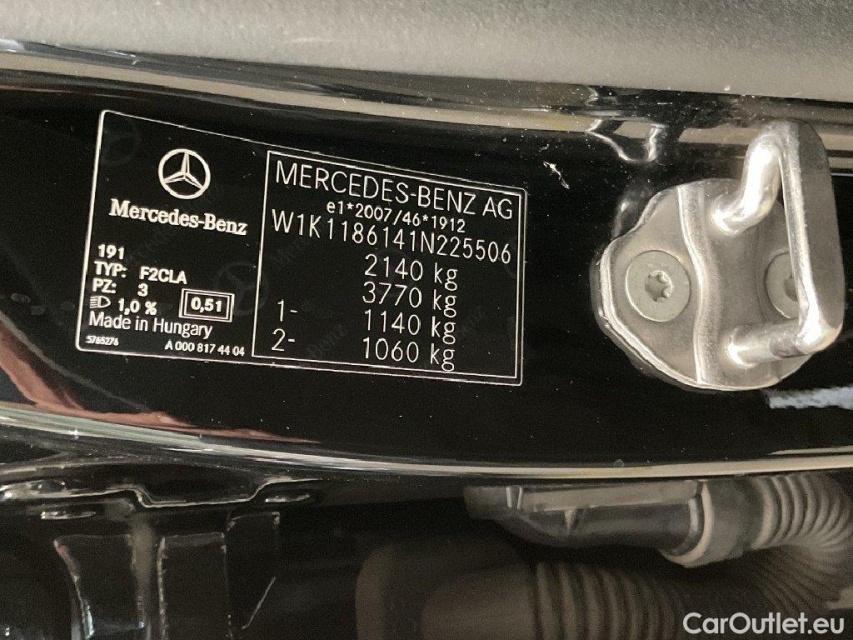 Mercedes-Benz
191
TYP: F2CLA
PZ: 3
1,0 % 0,51
Made in Hungary
5765276 A 000 817 44 04
MERCEDES-BENZ AG
e1*2007/46*1912
W1K1186141N225506
2140 kg
3770 kg
1- 1140 kg
2- 1060 kg
CarOutlet.eu